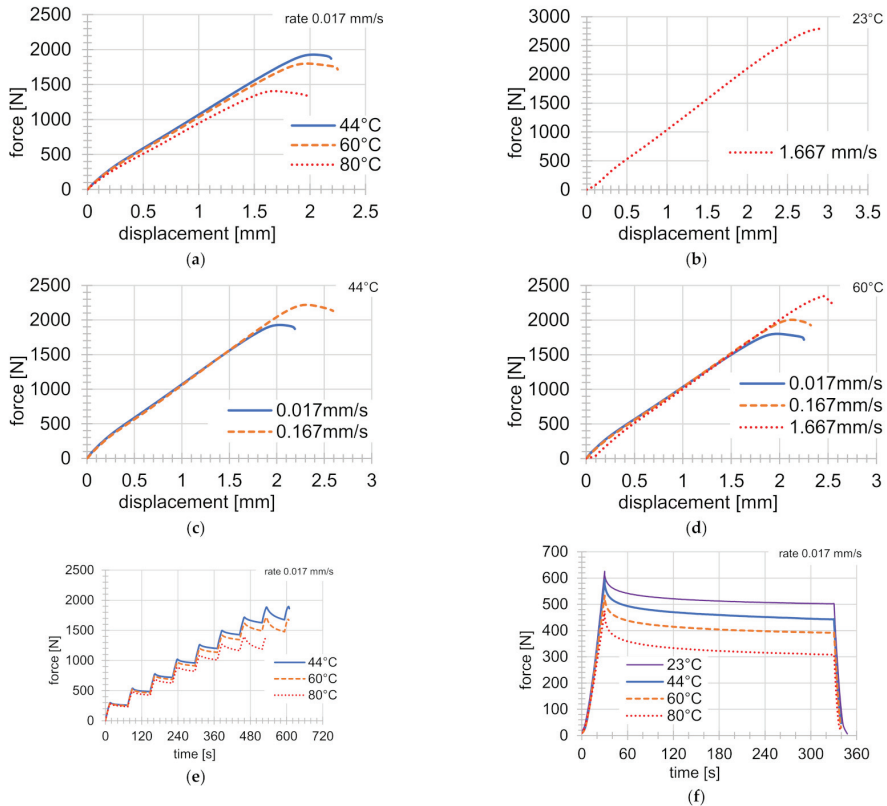 rate 0.017 mm/s
2500
2000
1500
1000
500
0
force [N]
44°C
60°C
80°C
0 0.5 1 1.5 2 2.5
displacement [mm]
(a)
23°C
3000
2500
2000
1500
1000
500
0
force [N]
1.667 mm/s
0 0.5 1 1.5 2 2.5 3 3.5
displacement [mm]
(b)
44°C
2500
2000
1500
1000
500
0
force [N]
0.017mm/s
0.167mm/s
0 0.5 1 1.5 2 2.5 3
displacement [mm]
(c)
60°C
2500
2000
1500
1000
500
0
force [N]
0.017mm/s
0.167mm/s
1.667mm/s
0 0.5 1 1.5 2 2.5 3
displacement [mm]
(d)
rate 0.017 mm/s
2500
2000
1500
1000
500
0
force [N]
44°C
60°C
80°C
0 120 240 360 480 600 720
time [s]
(e)
rate 0.017 mm/s
700
600
500
400
300
200
100
0
force [N]
23°C
44°C
60°C
80°C
0 60 120 180 240 300 360
time [s]
(f)